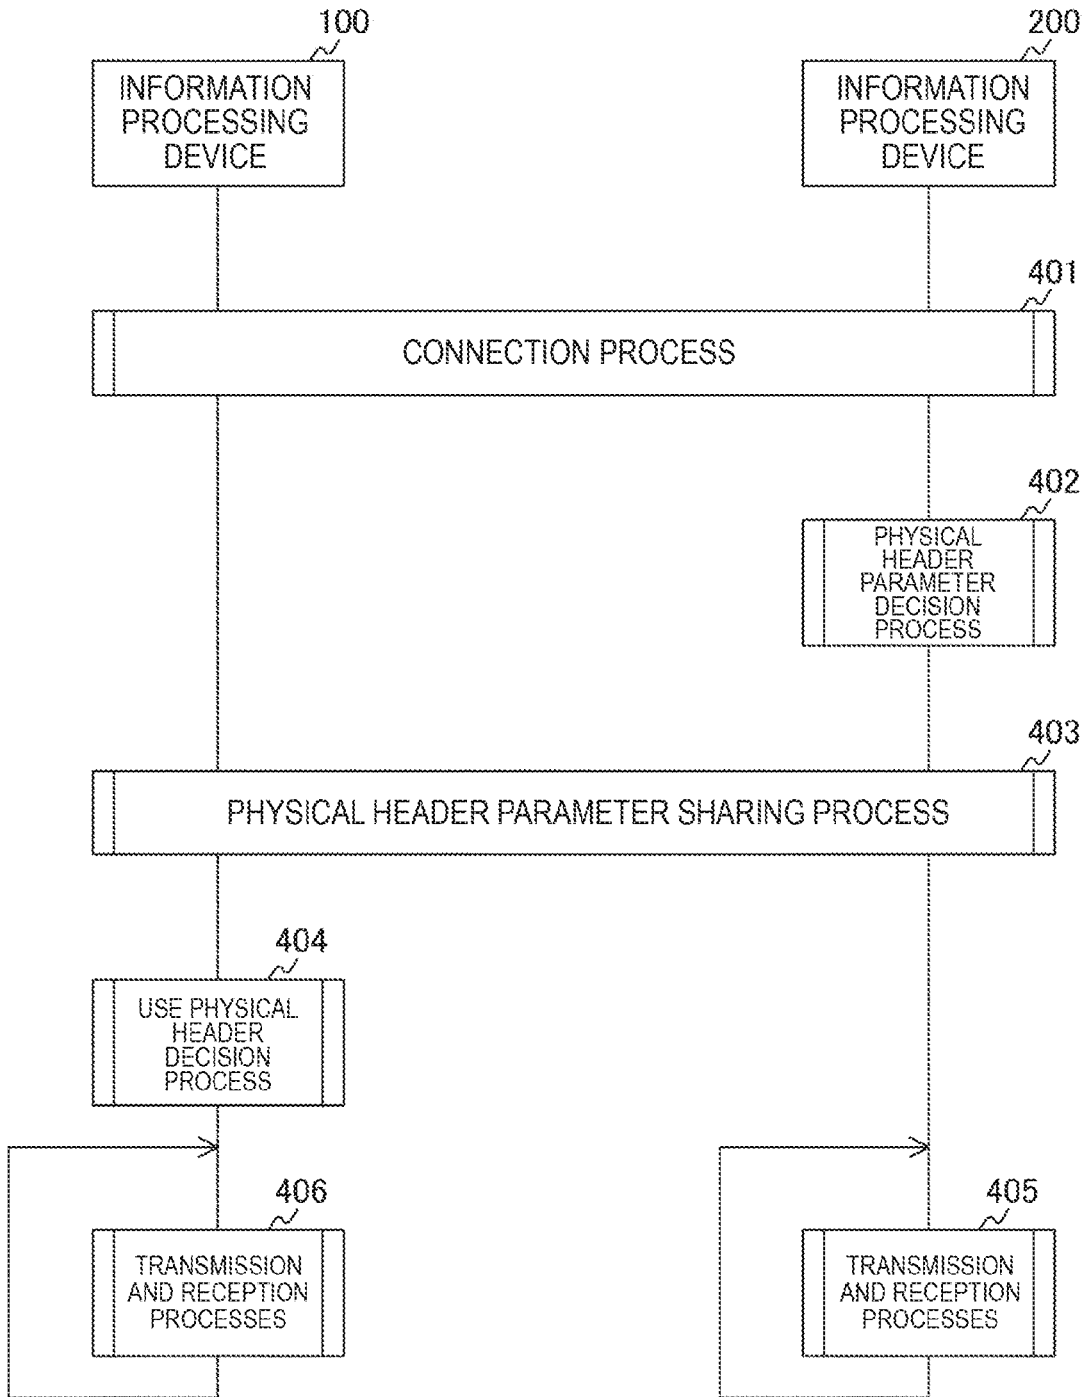 100
INFORMATION
PROCESSING
DEVICE
200
INFORMATION
PROCESSING
DEVICE
401
CONNECTION PROCESS
402
PHYSICAL
HEADER
PARAMETER
DECISION
PROCESS
403
PHYSICAL HEADER PARAMETER SHARING PROCESS
404
USE PHYSICAL
HEADER
DECISION
PROCESS
406
TRANSMISSION
AND RECEPTION
PROCESSES
405
TRANSMISSION
AND RECEPTION
PROCESSES